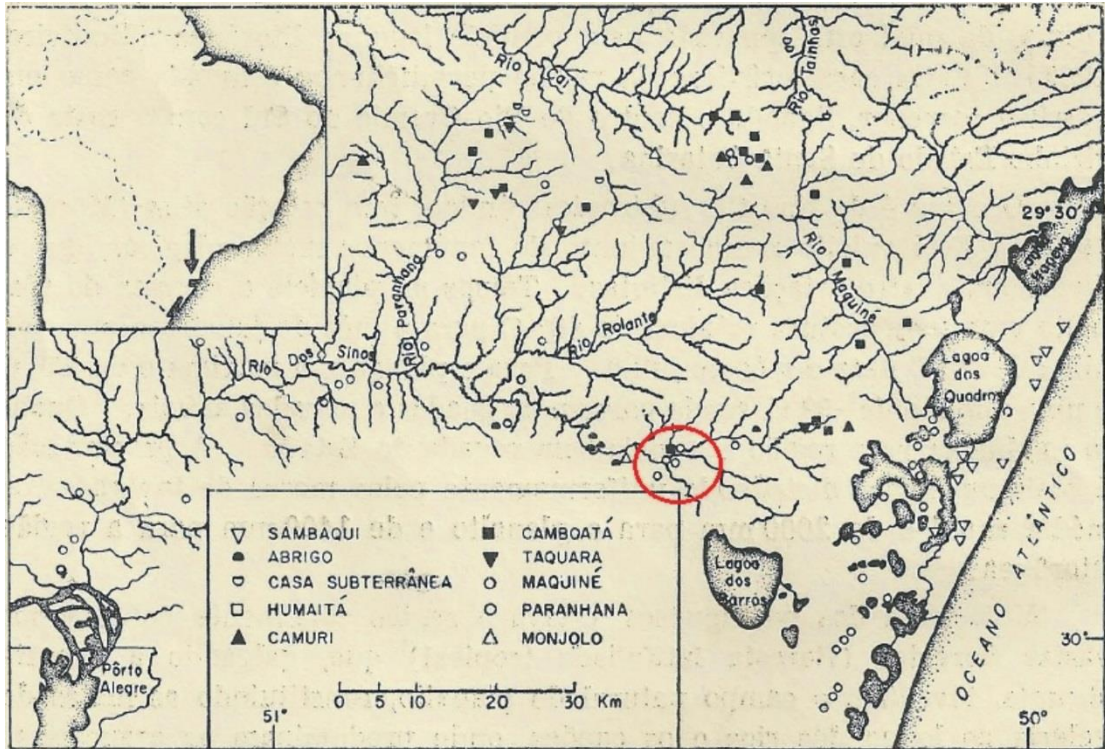 Rio
Caí
Rio
Tainhas
29° 30'
Lagoa
Itapeva
Rio
Maquiné
Rio Paranhana
Rio
Rolante
Rio Dos Sinos
Lagoa
dos
Quadros
Lagoa
dos
Barros
OCEANO ATLÂNTICO
Pôrto
Alegre
SAMBAQUI
ABRIGO
CASA SUBTERRÂNEA
HUMAITÁ
CAMURI
CAMBOATÁ
TAQUARA
MAQUINÉ
PARANHANA
MONJOLO
0 5 10 20 30 Km
51°
50°
30°